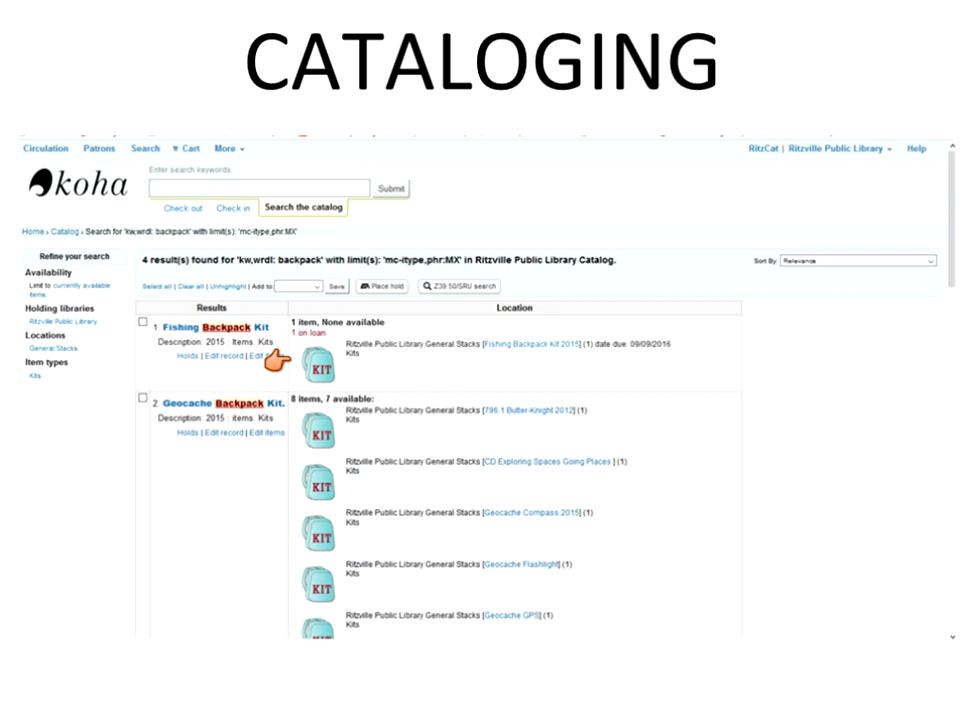 CATALOGING
Circulation Patrons Search Cart More
RitzCat | Ritzville Public Library Help
koha
Enter search keywords
Submit
Check out Check in Search the catalog
Home › Catalog › Search for 'kw,wrdl: backpack' with limit(s): 'mc-itype,phr:MX'
Refine your search
Availability
Limit to currently available
items.
Holding libraries
Ritzville Public Library
Locations
General Stacks
Item types
Kits
4 result(s) found for 'kw,wrdl: backpack' with limit(s): 'mc-itype,phr:MX' in Ritzville Public Library Catalog.
Sort By: Relevance
Select all | Clear all | Unhighlight | Add to: Save Place hold Z39.50/SRU search
Results Location
1 Fishing Backpack Kit
Description: 2015 : items. Kits
Holds | Edit record | Edit
1 item, None available
1 on loan
KIT
Ritzville Public Library General Stacks [Fishing Backpack Kit 2015] (1) date due: 09/09/2016
Kits
2 Geocache Backpack Kit.
Description: 2015 : items. Kits
Holds | Edit record | Edit items
8 items, 7 available:
KIT
Ritzville Public Library General Stacks [796.1 Butler-Knight 2012] (1)
Kits
KIT
Ritzville Public Library General Stacks [CD Exploring Spaces Going Places ] (1)
Kits
KIT
Ritzville Public Library General Stacks [Geocache Compass 2015] (1)
Kits
KIT
Ritzville Public Library General Stacks [Geocache Flashlight] (1)
Kits
KIT
Ritzville Public Library General Stacks [Geocache GPS] (1)
Kits